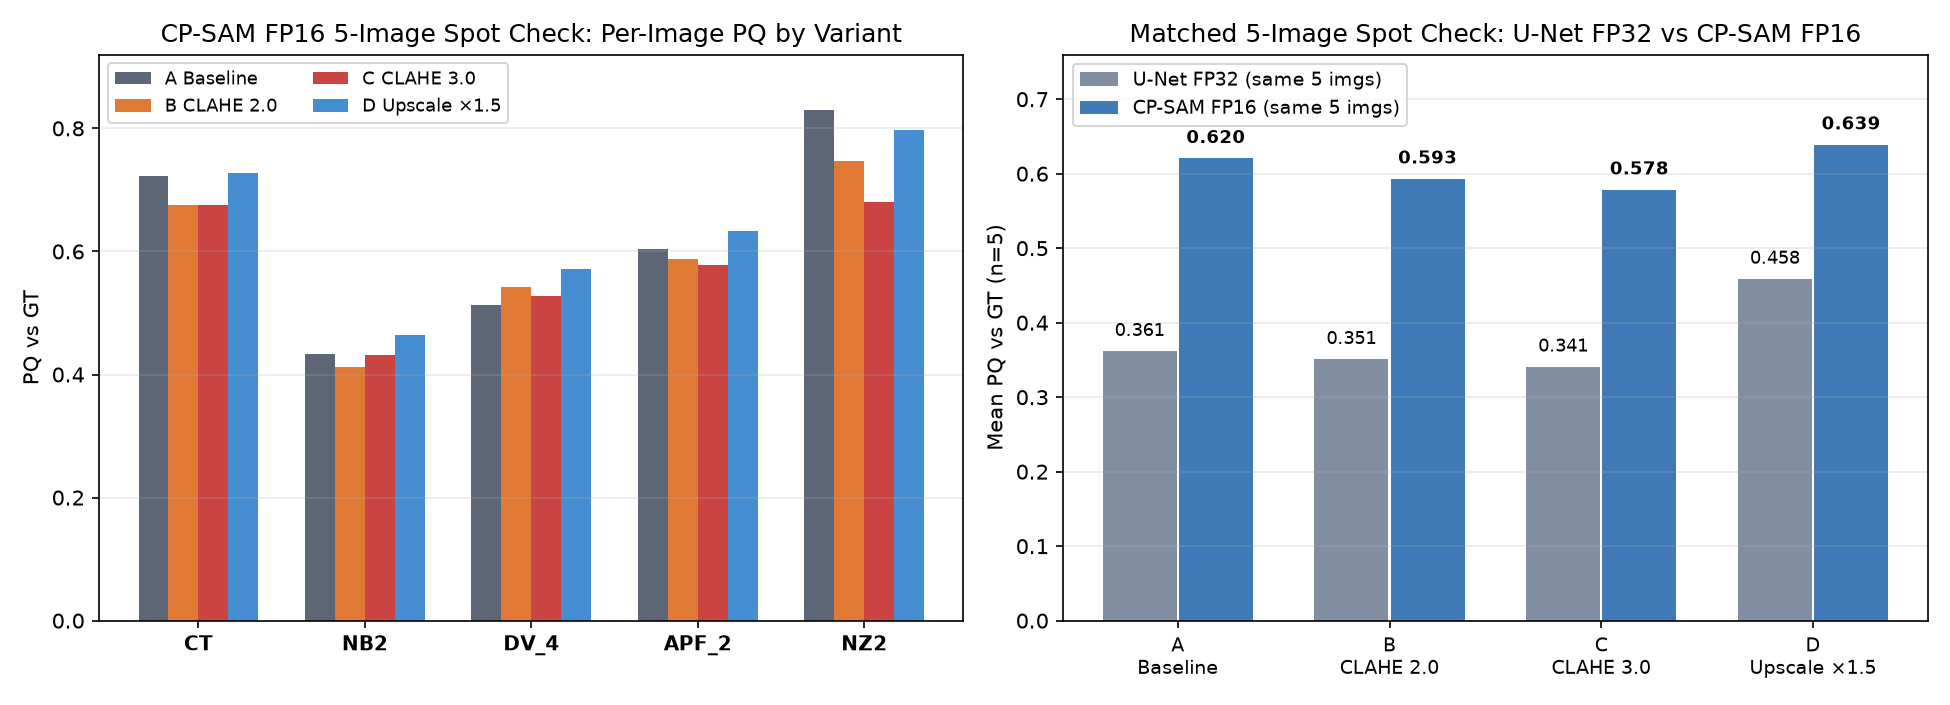 CP-SAM FP16 5-Image Spot Check: Per-Image PQ by Variant
A Baseline
B CLAHE 2.0
C CLAHE 3.0
D Upscale ×1.5
PQ vs GT
0.8
0.6
0.4
0.2
0.0
CT
NB2
DV_4
APF_2
NZ2
Matched 5-Image Spot Check: U-Net FP32 vs CP-SAM FP16
U-Net FP32 (same 5 imgs)
CP-SAM FP16 (same 5 imgs)
Mean PQ vs GT (n=5)
0.7
0.6
0.5
0.4
0.3
0.2
0.1
0.0
0.361
0.620
0.351
0.593
0.341
0.578
0.458
0.639
A
Baseline
B
CLAHE 2.0
C
CLAHE 3.0
D
Upscale ×1.5